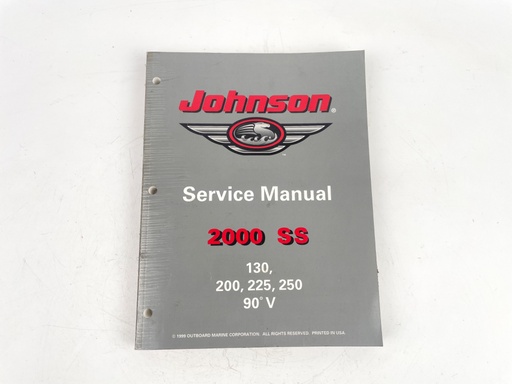 Johnson®
Service Manual
2000 SS
130,
200, 225, 250
90° V
© 1999 OUTBOARD MARINE CORPORATION. ALL RIGHTS RESERVED. PRINTED IN USA.